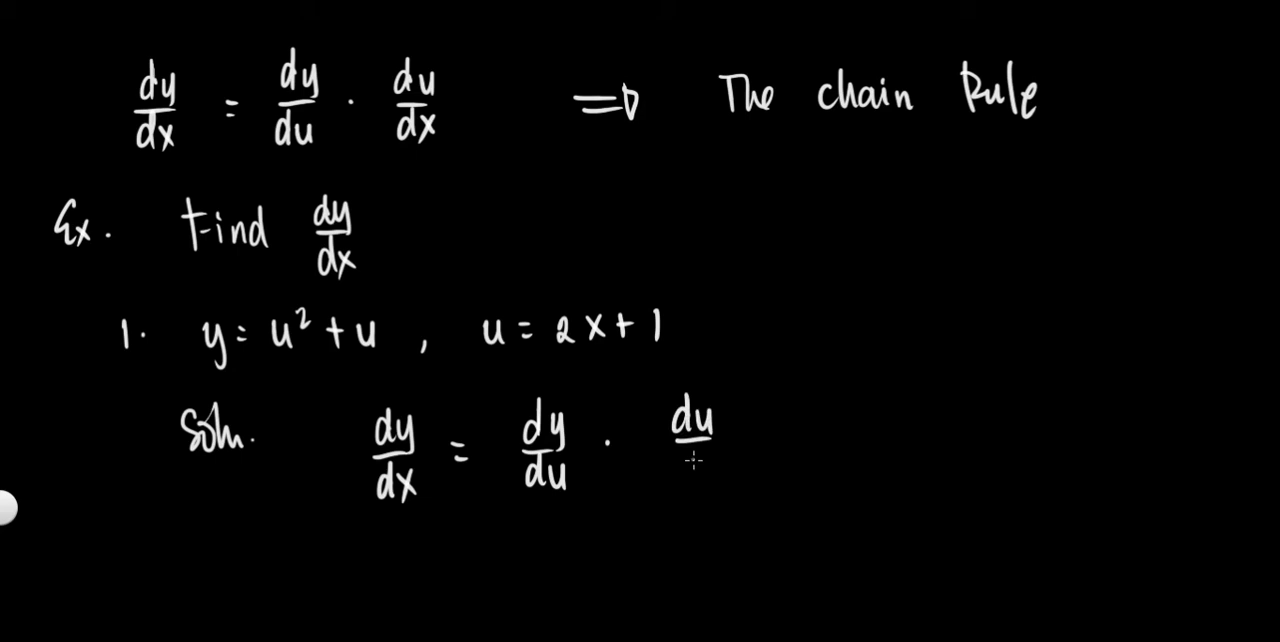 dy/dx = dy/du · du/dx ⇒ The chain Rule
Ex. Find dy/dx
1. y = u² + u , u = 2x + 1
Soln. dy/dx = dy/du · du/